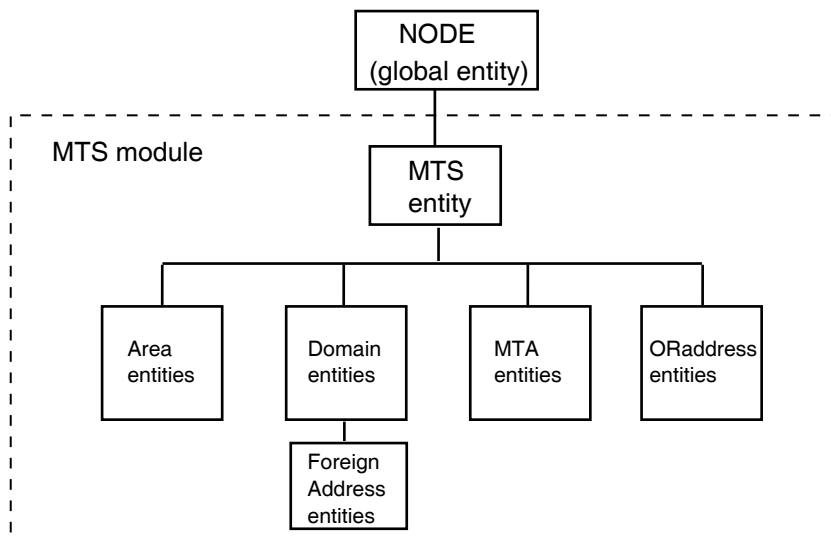 NODE
(global entity)
MTS module
MTS
entity
Area
entities
Domain
entities
MTA
entities
ORaddress
entities
Foreign
Address
entities